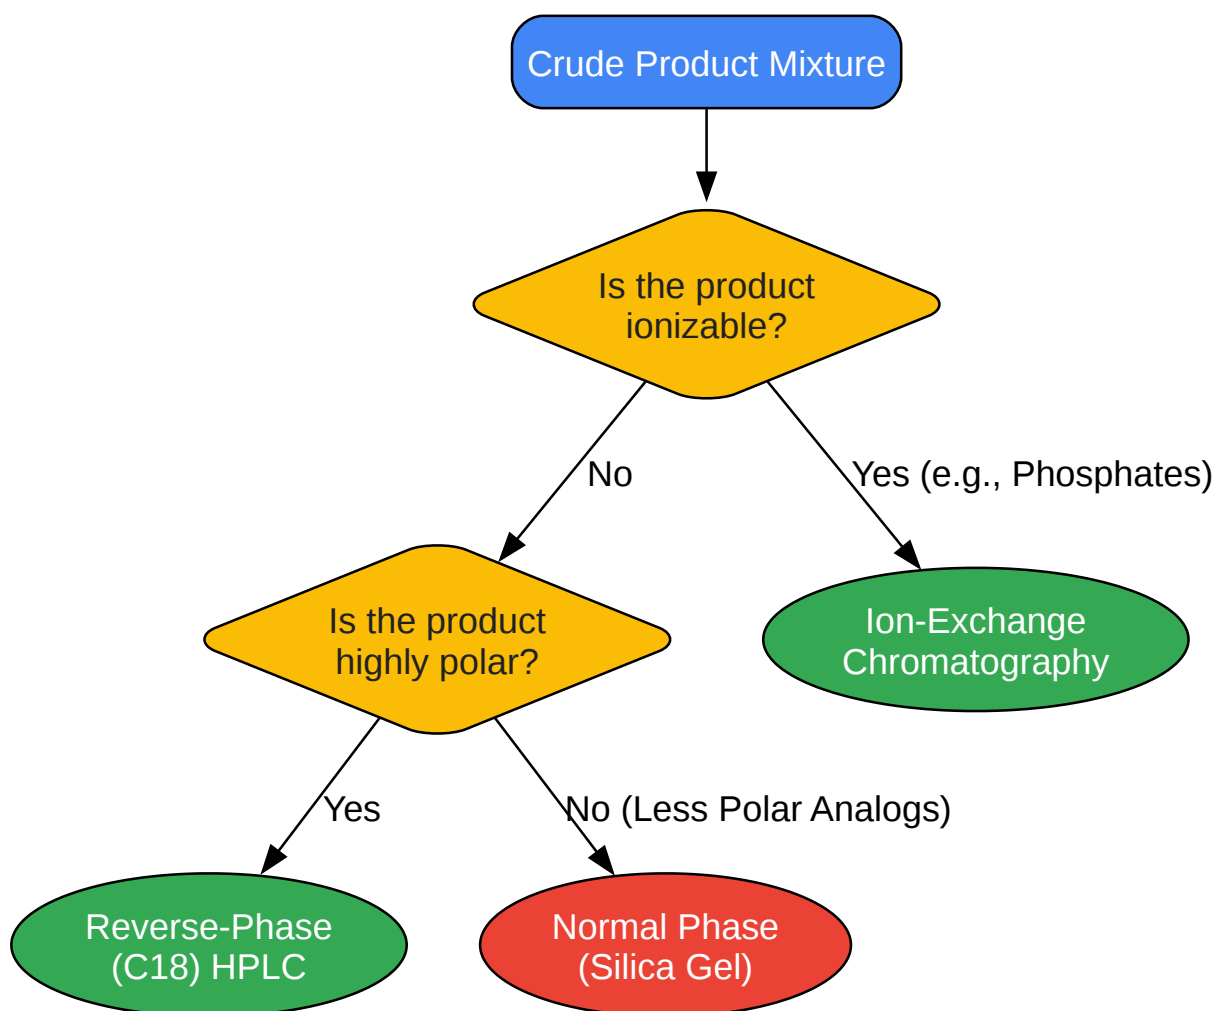 Crude Product Mixture
Is the product
ionizable?
No
Yes (e.g., Phosphates)
Is the product
highly polar?
Ion-Exchange
Chromatography
Yes
No (Less Polar Analogs)
Reverse-Phase
(C18) HPLC
Normal Phase
(Silica Gel)